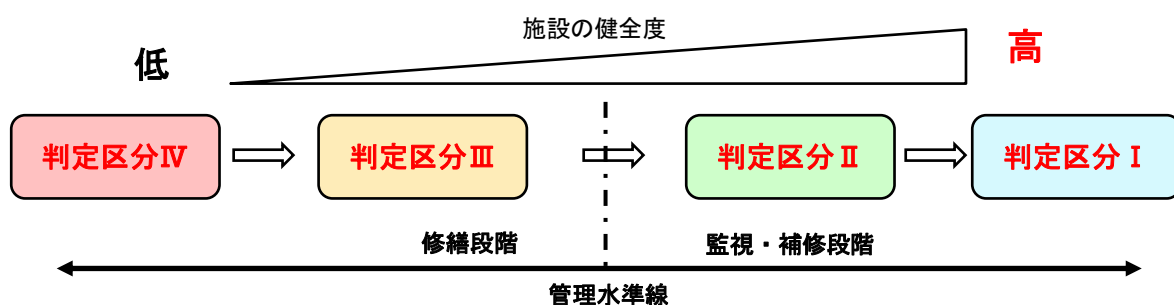 施設の健全度
低
高
判定区分Ⅳ
判定区分Ⅲ
判定区分Ⅱ
判定区分Ⅰ
修繕段階
監視・補修段階
管理水準線